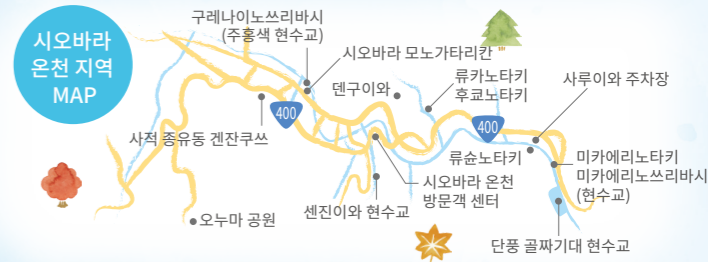 시오바라
온천 지역
MAP
구레나이노쓰리바시
(주홍색 현수교)
시오바라 모노가타리칸
덴구이와
류카노타키
후쿄노타키
사루이와 주차장
400
400
사적 종유동 겐잔쿠쓰
류슌노타키
미카에리노타키
미카에리노쓰리바시
(현수교)
시오바라 온천
방문객 센터
센진이와 현수교
오누마 공원
단풍 골짜기대 현수교